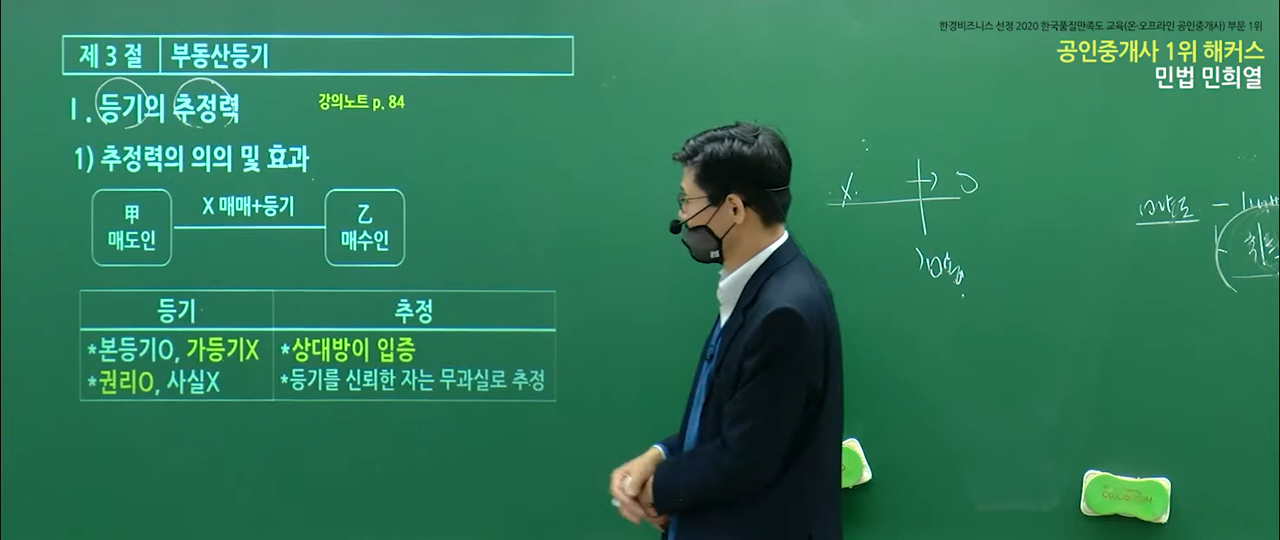 한경비즈니스 선정 2020 한국품질만족도 교육(온·오프라인 공인중개사) 부문 1위
공인중개사 1위 해커스
민법 민희열
제 3 절 부동산등기
Ⅰ. 등기의 추정력 강의노트 p. 84
1) 추정력의 의의 및 효과
甲 X 매매+등기 乙
매도인 매수인
등기 추정
*본등기O, 가등기X *상대방이 입증
*권리O, 사실X *등기를 신뢰한 자는 무과실로 추정
X O